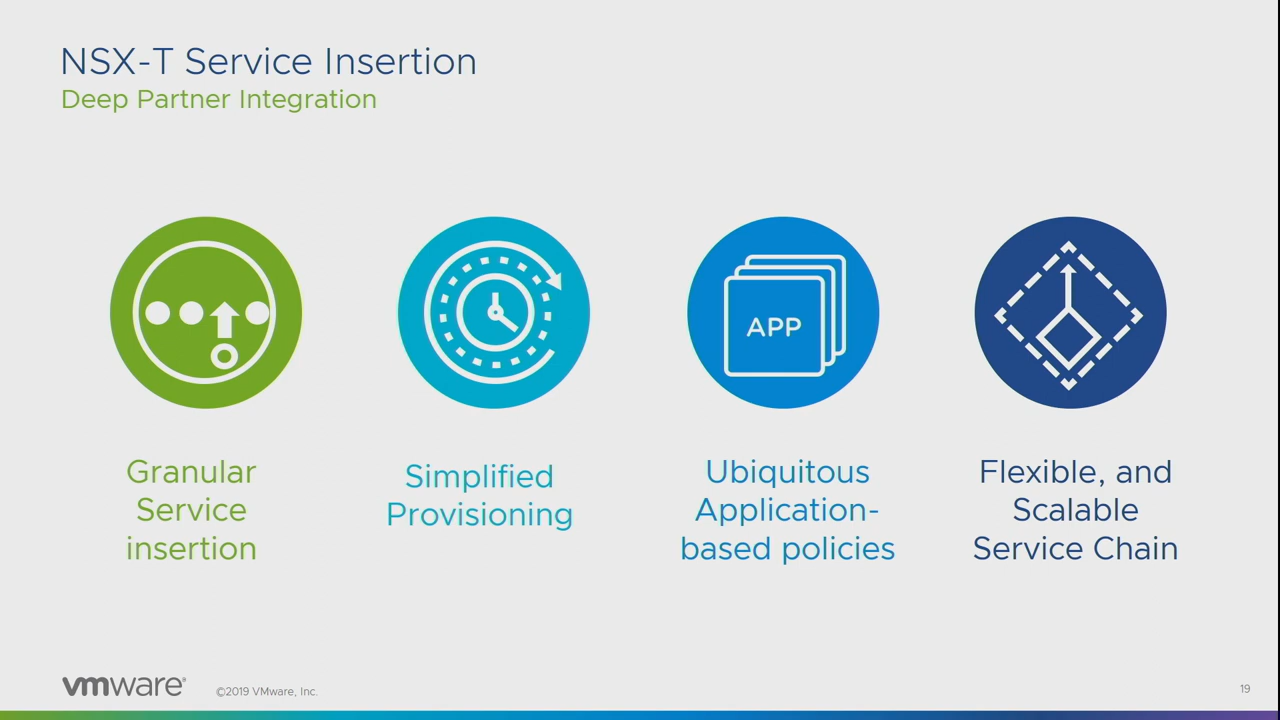 NSX-T Service Insertion
Deep Partner Integration
APP
Granular
Service
insertion
Simplified
Provisioning
Ubiquitous
Application-
based policies
Flexible, and
Scalable
Service Chain
vmware®
©2019 VMware, Inc.
19